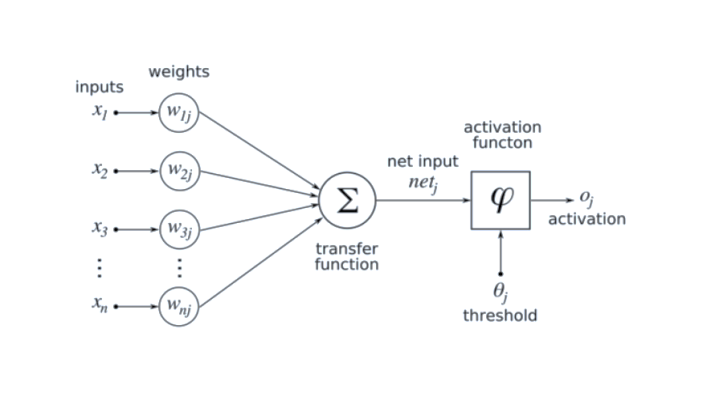 weights
inputs
x1
w1j
x2
w2j
x3
w3j
⋮
⋮
xn
wnj
Σ
transfer
function
net input
netj
activation
functon
φ
oj
activation
θj
threshold